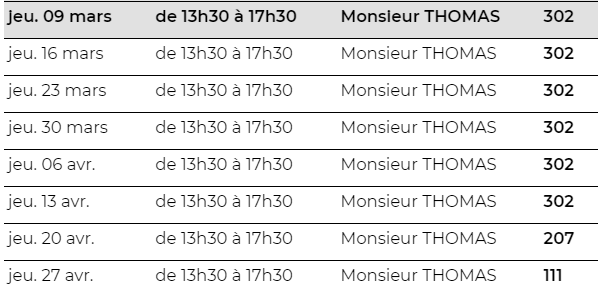 jeu. 09 mars de 13h30 à 17h30 Monsieur THOMAS 302
jeu. 16 mars de 13h30 à 17h30 Monsieur THOMAS 302
jeu. 23 mars de 13h30 à 17h30 Monsieur THOMAS 302
jeu. 30 mars de 13h30 à 17h30 Monsieur THOMAS 302
jeu. 06 avr. de 13h30 à 17h30 Monsieur THOMAS 302
jeu. 13 avr. de 13h30 à 17h30 Monsieur THOMAS 302
jeu. 20 avr. de 13h30 à 17h30 Monsieur THOMAS 207
jeu. 27 avr. de 13h30 à 17h30 Monsieur THOMAS 111